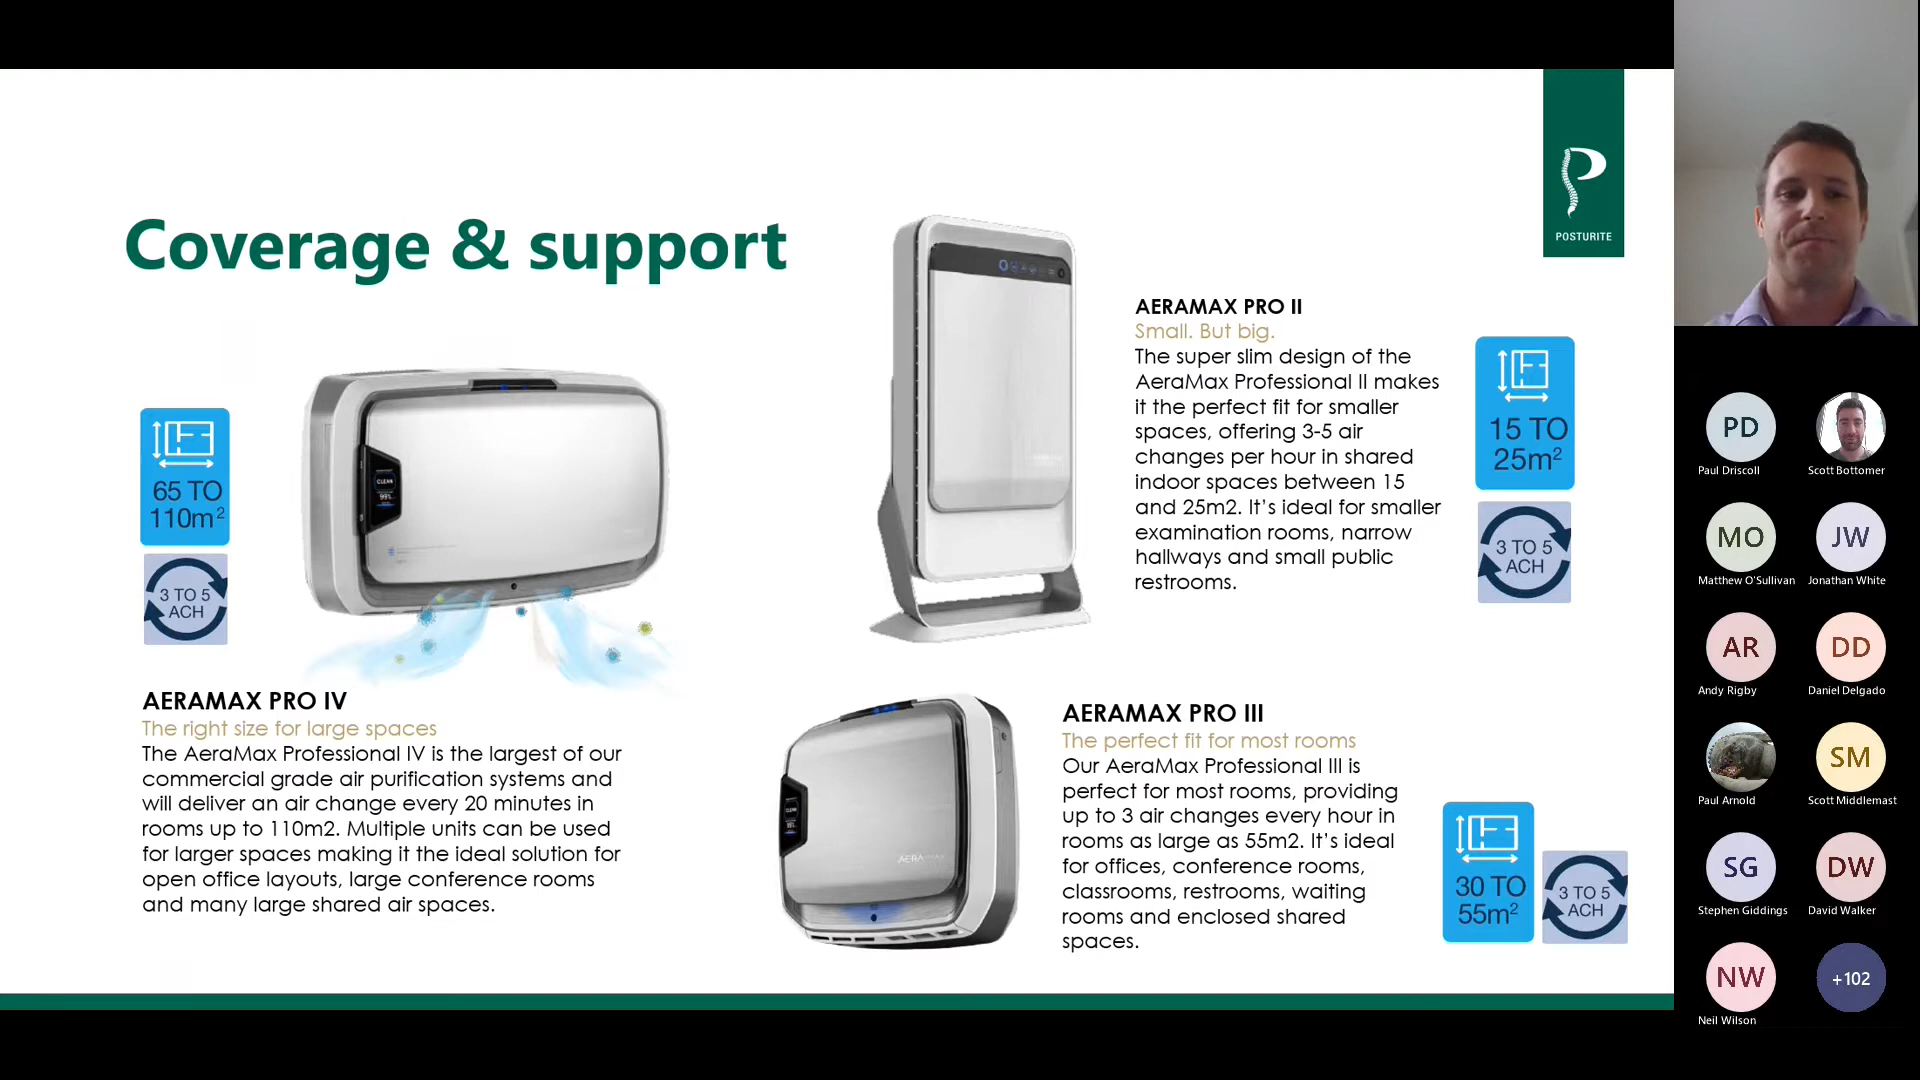 Coverage & support
POSTURITE
65 TO
110m²
3 TO 5
ACH
CLEAN
99%
AERAMAX PRO IV
The right size for large spaces
The AeraMax Professional IV is the largest of our
commercial grade air purification systems and
will deliver an air change every 20 minutes in
rooms up to 110m2. Multiple units can be used
for larger spaces making it the ideal solution for
open office layouts, large conference rooms
and many large shared air spaces.
AERAMAX PRO II
Small. But big.
The super slim design of the
AeraMax Professional II makes
it the perfect fit for smaller
spaces, offering 3-5 air
changes per hour in shared
indoor spaces between 15
and 25m2. It’s ideal for smaller
examination rooms, narrow
hallways and small public
restrooms.
15 TO
25m²
3 TO 5
ACH
CLEAN
AERAMAX PRO III
The perfect fit for most rooms
Our AeraMax Professional III is
perfect for most rooms, providing
up to 3 air changes every hour in
rooms as large as 55m2. It’s ideal
for offices, conference rooms,
classrooms, restrooms, waiting
rooms and enclosed shared
spaces.
30 TO
55m²
3 TO 5
ACH
PD
Paul Driscoll
Scott Bottomer
MO
Matthew O'Sullivan
JW
Jonathan White
AR
Andy Rigby
DD
Daniel Delgado
Paul Arnold
SM
Scott Middlemast
SG
Stephen Giddings
DW
David Walker
NW
Neil Wilson
+102